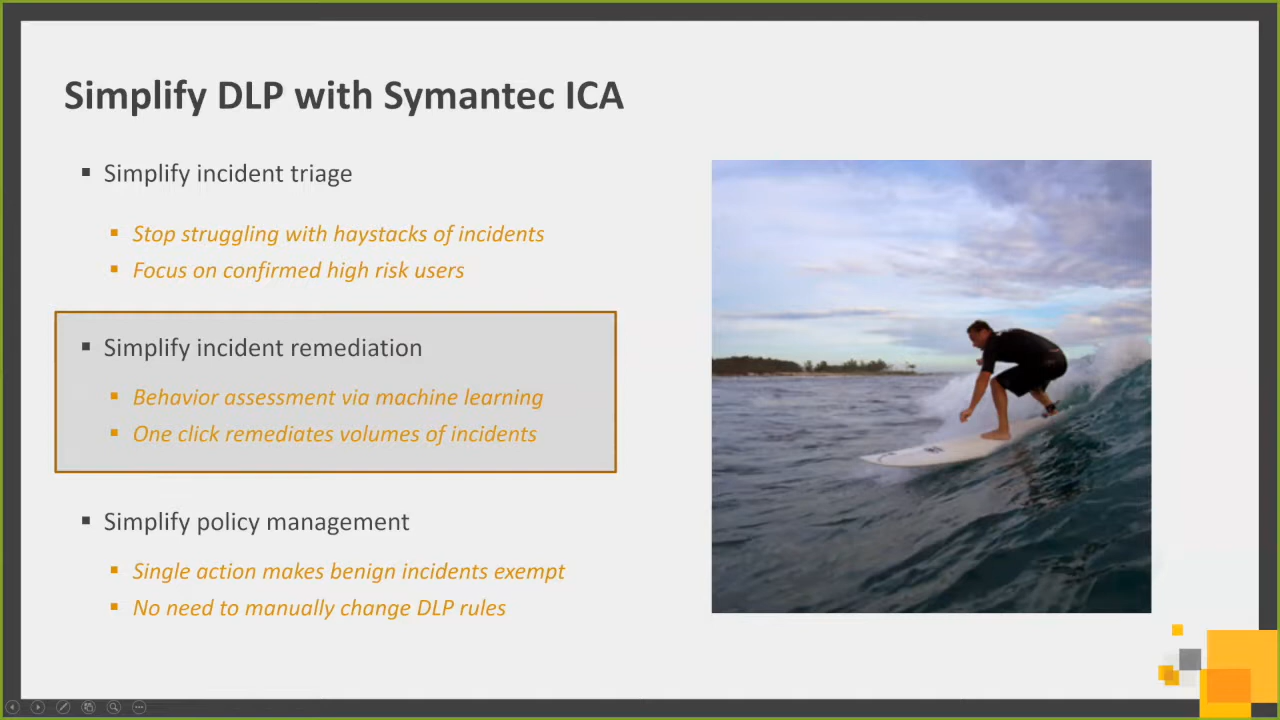 Simplify DLP with Symantec ICA
Simplify incident triage
Stop struggling with haystacks of incidents
Focus on confirmed high risk users
Simplify incident remediation
Behavior assessment via machine learning
One click remediates volumes of incidents
Simplify policy management
Single action makes benign incidents exempt
No need to manually change DLP rules